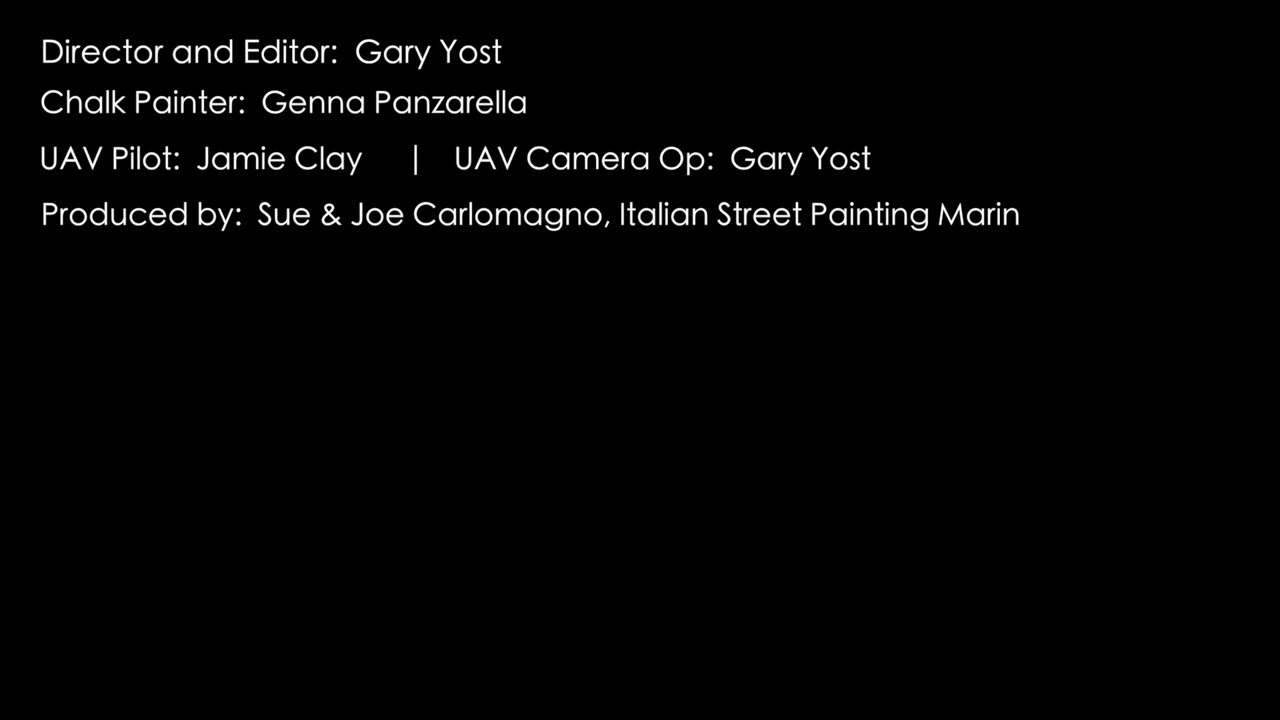 Director and Editor: Gary Yost
Chalk Painter: Genna Panzarella
UAV Pilot: Jamie Clay | UAV Camera Op: Gary Yost
Produced by: Sue & Joe Carlomagno, Italian Street Painting Marin